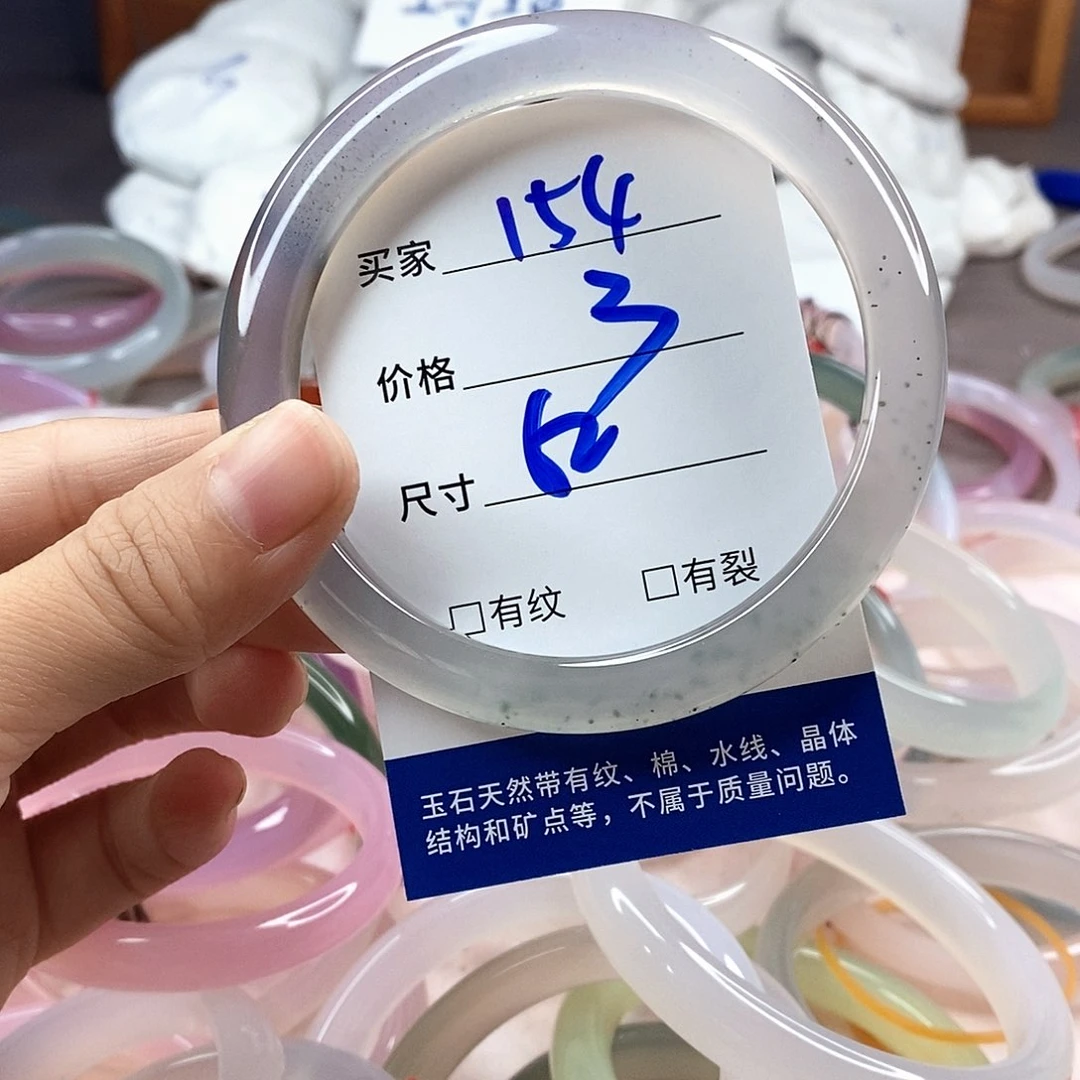 买家 154
价格 3
尺寸 50
□有纹 □有裂
玉石天然带有纹、棉、水线、晶体
结构和矿点等，不属于质量问题。